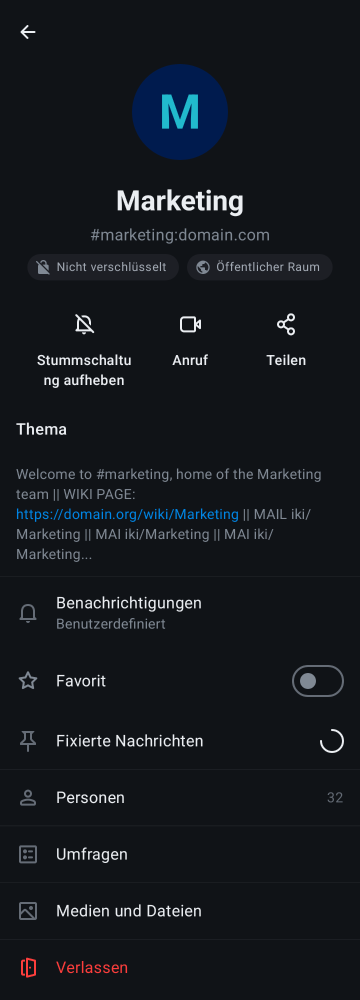 M
Marketing
#marketing:domain.com
Nicht verschlüsselt
Öffentlicher Raum
Stummschaltu
ng aufheben
Anruf
Teilen
Thema
Welcome to #marketing, home of the Marketing
team || WIKI PAGE:
https://domain.org/wiki/Marketing || MAIL iki/
Marketing || MAI iki/Marketing || MAI iki/
Marketing...
Benachrichtigungen
Benutzerdefiniert
Favorit
Fixierte Nachrichten
Personen
32
Umfragen
Medien und Dateien
Verlassen